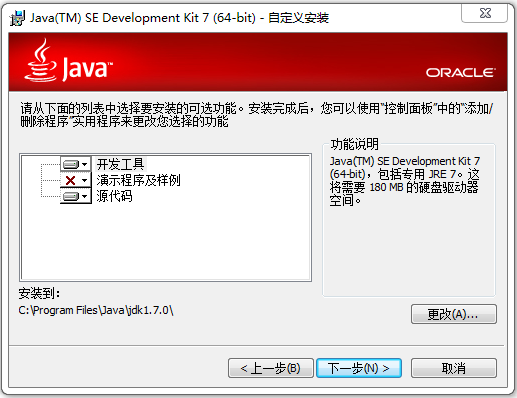 Java(TM) SE Development Kit 7 (64-bit) - 自定义安装
Java™
ORACLE
请从下面的列表中选择要安装的可选功能。安装完成后，您可以使用“控制面板”中的“添加/
删除程序”实用程序来更改您选择的功能
开发工具
演示程序及样例
源代码
功能说明
Java(TM) SE Development Kit 7
(64-bit)，包括专用 JRE 7。这
将需要 180 MB 的硬盘驱动器
空间。
安装到：
C:\Program Files\Java\jdk1.7.0\
更改(A)...
< 上一步(B)
下一步(N) >
取消